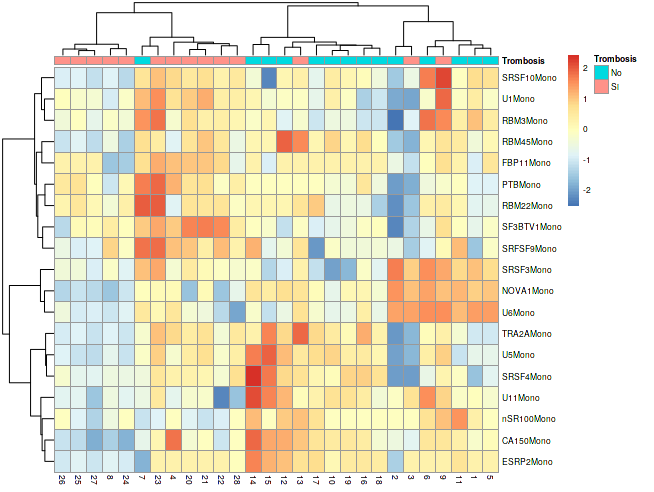 Trombosis
SRSF10Mono
U1Mono
RBM3Mono
RBM45Mono
FBP11Mono
PTBMono
RBM22Mono
SF3BTV1Mono
SRFSF9Mono
SRSF3Mono
NOVA1Mono
U6Mono
TRA2AMono
U5Mono
SRSF4Mono
U11Mono
nSR100Mono
CA150Mono
ESRP2Mono
26 25 27 8 24 7 23 4 20 21 22 28 14 15 12 13 17 10 19 16 18 2 3 6 9 11 1 5
2
1
0
-1
-2
Trombosis
No
SI